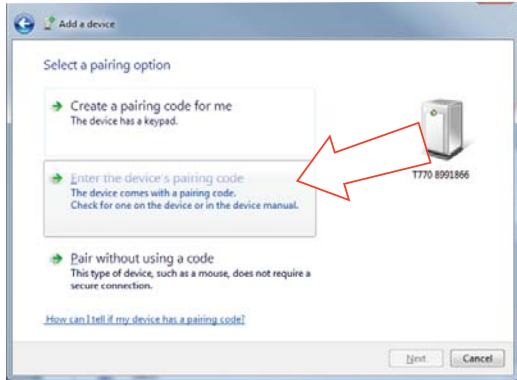 Add a device
Select a pairing option
Create a pairing code for me
The device has a keypad.
Enter the device's pairing code
The device comes with a pairing code.
Check for one on the device or in the device manual.
T770 8991866
Pair without using a code
This type of device, such as a mouse, does not require a
secure connection.
How can I tell if my device has a pairing code?
Next
Cancel